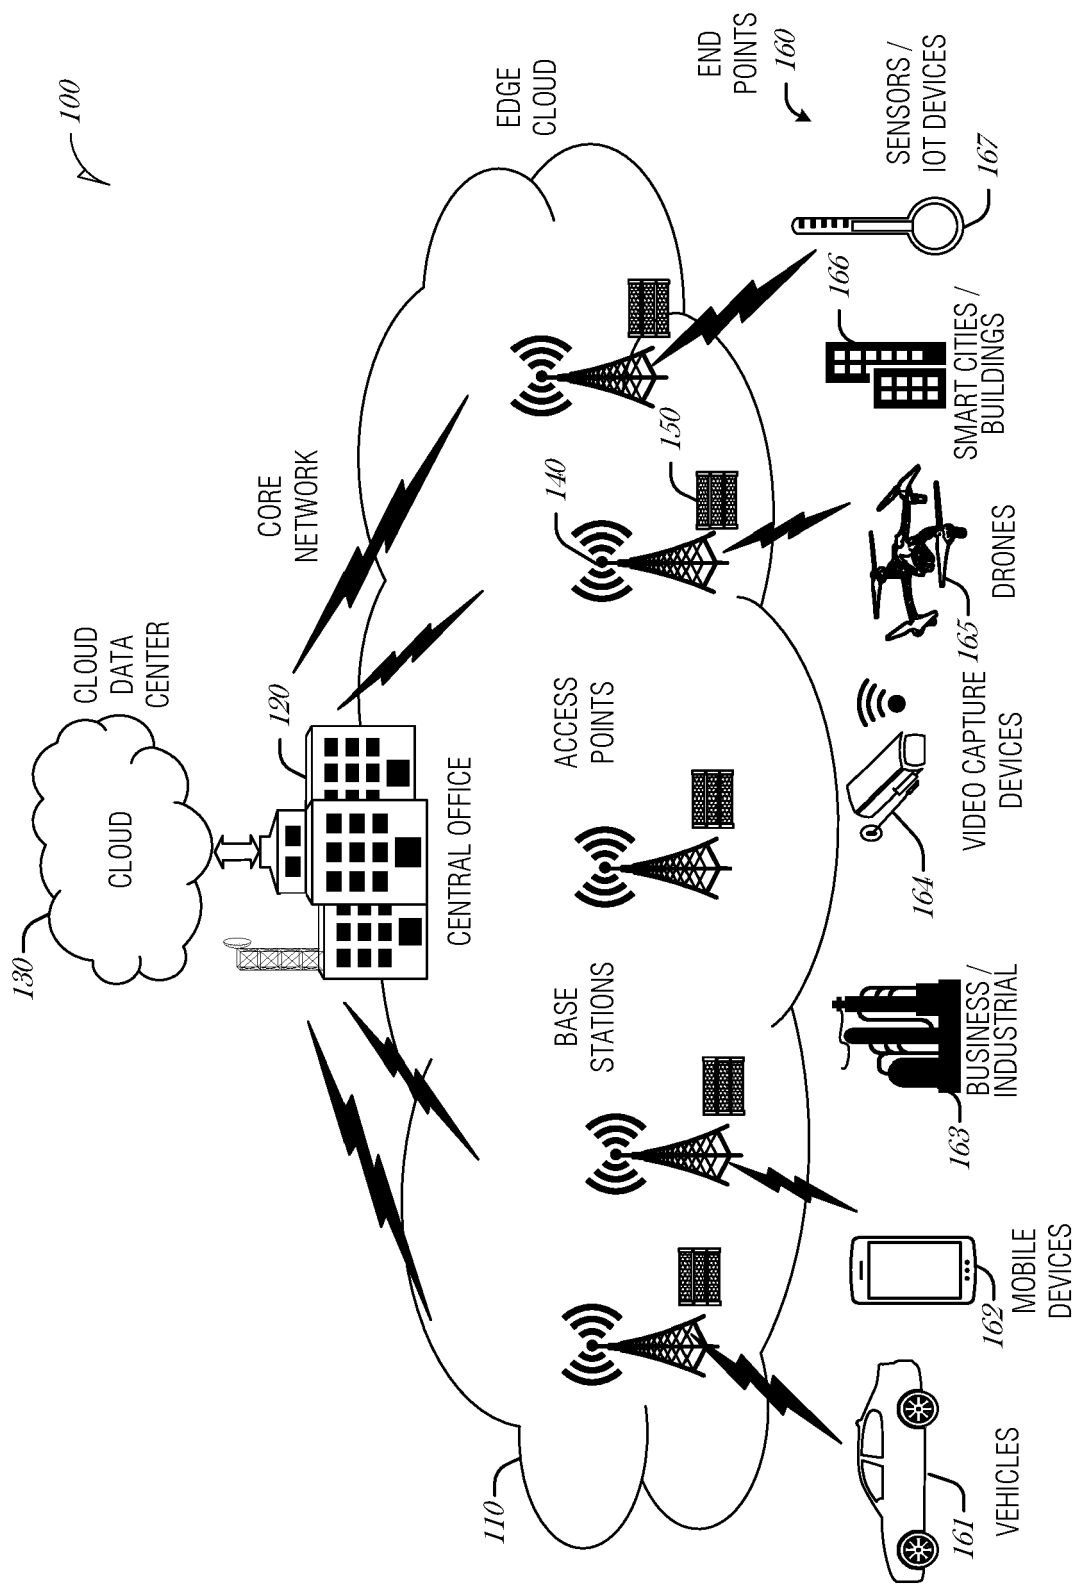 100
CLOUD
DATA
CENTER
130
CLOUD
120
CORE
NETWORK
CENTRAL OFFICE
EDGE
CLOUD
110
BASE
STATIONS
ACCESS
POINTS
140
150
END
POINTS
160
161
VEHICLES
162
MOBILE
DEVICES
163
BUSINESS /
INDUSTRIAL
164
VIDEO CAPTURE
DEVICES
165
DRONES
166
SMART CITIES /
BUILDINGS
SENSORS /
IOT DEVICES
167